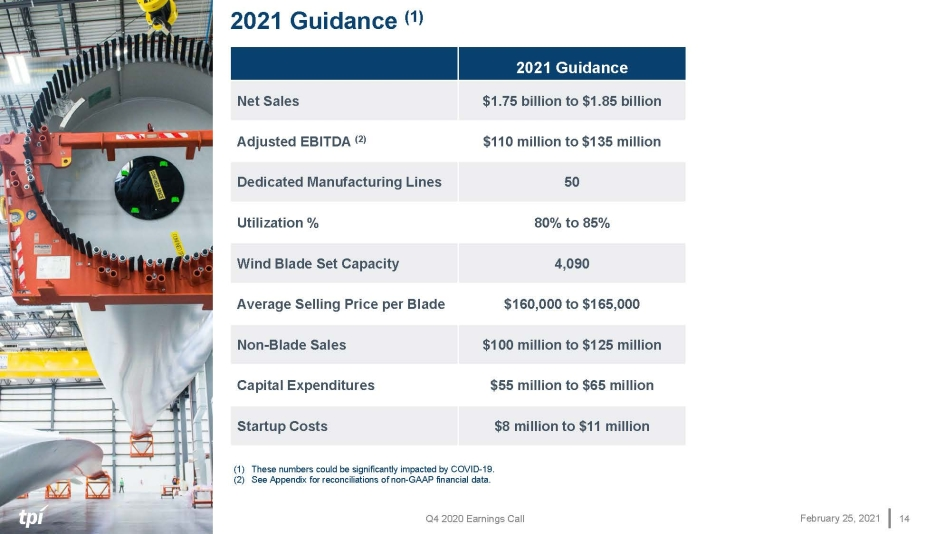 2021 Guidance (1)
2021 Guidance
Net Sales $1.75 billion to $1.85 billion
Adjusted EBITDA (2) $110 million to $135 million
Dedicated Manufacturing Lines 50
Utilization % 80% to 85%
Wind Blade Set Capacity 4,090
Average Selling Price per Blade $160,000 to $165,000
Non-Blade Sales $100 million to $125 million
Capital Expenditures $55 million to $65 million
Startup Costs $8 million to $11 million
(1) These numbers could be significantly impacted by COVID-19.
(2) See Appendix for reconciliations of non-GAAP financial data.
tpi
Q4 2020 Earnings Call
February 25, 2021 14